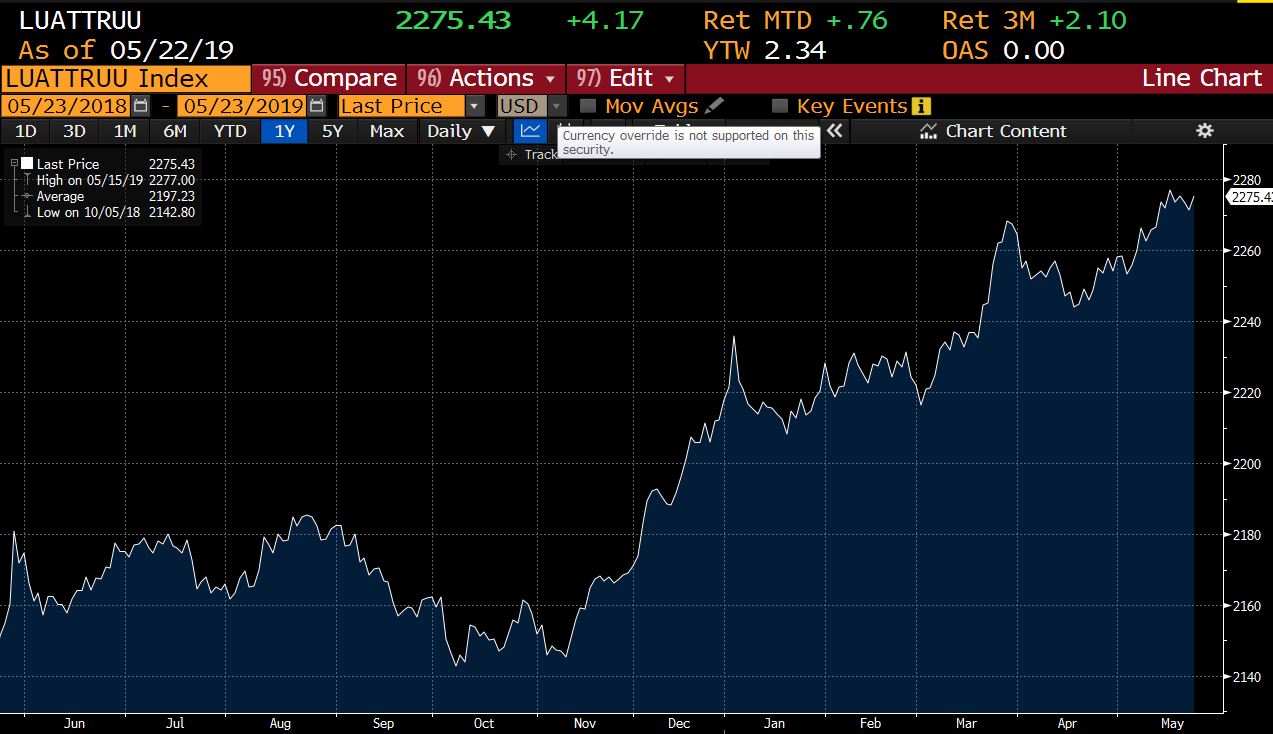 LUATTRUU 2275.43 +4.17 Ret MTD +.76 Ret 3M +2.10
As of 05/22/19 YTW 2.34 OAS 0.00
LUATTRUU Index 95) Compare 96) Actions 97) Edit Line Chart
05/23/2018 - 05/23/2019 Last Price USD Mov Avgs Key Events i
1D 3D 1M 6M YTD 1Y 5Y Max Daily ▼ « Chart Content
Currency override is not supported on this
security.
Track
Last Price 2275.43
High on 05/15/19 2277.00
Average 2197.23
Low on 10/05/18 2142.80
2280
2275.43
2260
2240
2220
2200
2180
2160
2140
Jun Jul Aug Sep Oct Nov Dec Jan Feb Mar Apr May